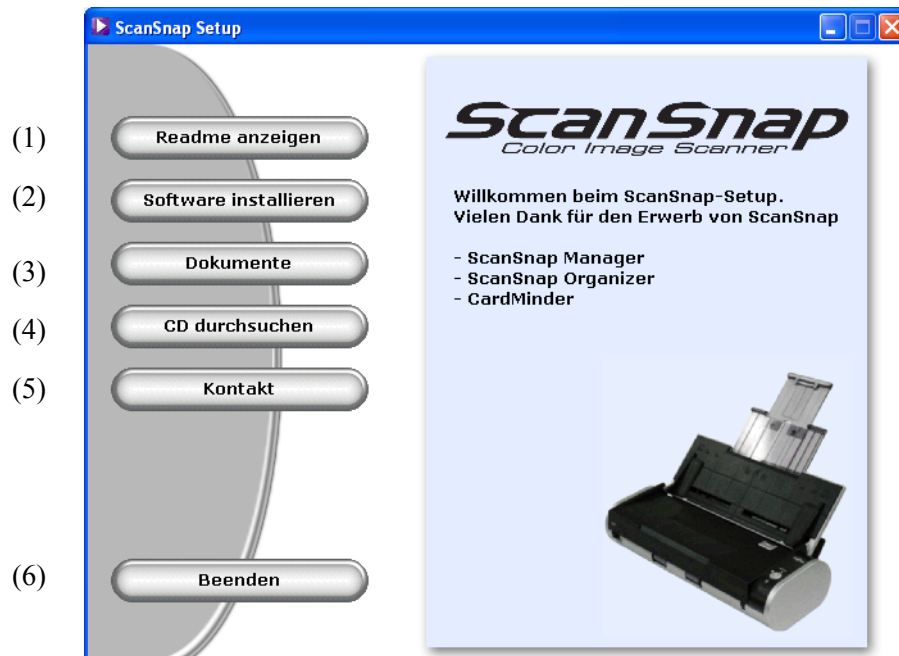 ScanSnap Setup
(1) Readme anzeigen
(2) Software installieren
(3) Dokumente
(4) CD durchsuchen
(5) Kontakt
(6) Beenden
ScanSnap
Color Image Scanner
Willkommen beim ScanSnap-Setup.
Vielen Dank für den Erwerb von ScanSnap
- ScanSnap Manager
- ScanSnap Organizer
- CardMinder